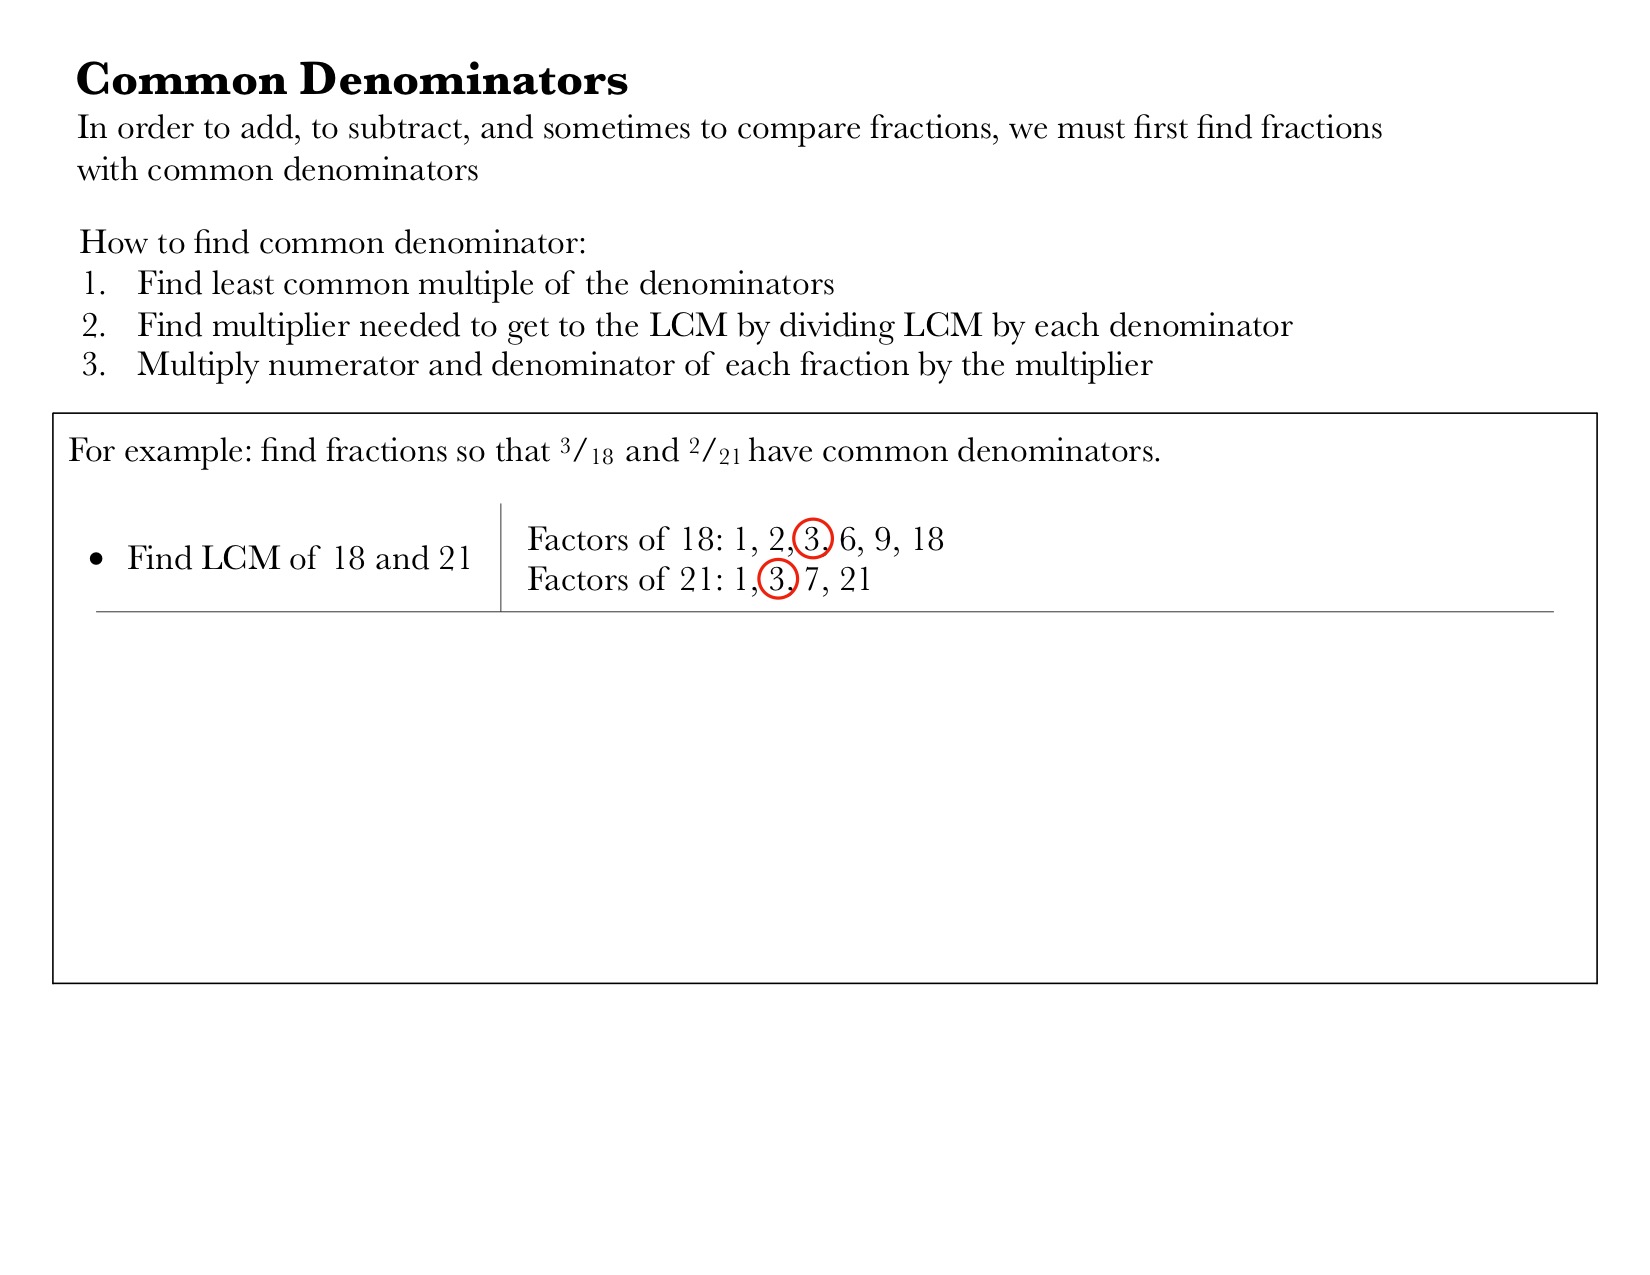 Common Denominators
In order to add, to subtract, and sometimes to compare fractions, we must first find fractions
with common denominators
How to find common denominator:
1. Find least common multiple of the denominators
2. Find multiplier needed to get to the LCM by dividing LCM by each denominator
3. Multiply numerator and denominator of each fraction by the multiplier
For example: find fractions so that 3/18 and 2/21 have common denominators.
• Find LCM of 18 and 21
Factors of 18: 1, 2, 3, 6, 9, 18
Factors of 21: 1, 3, 7, 21